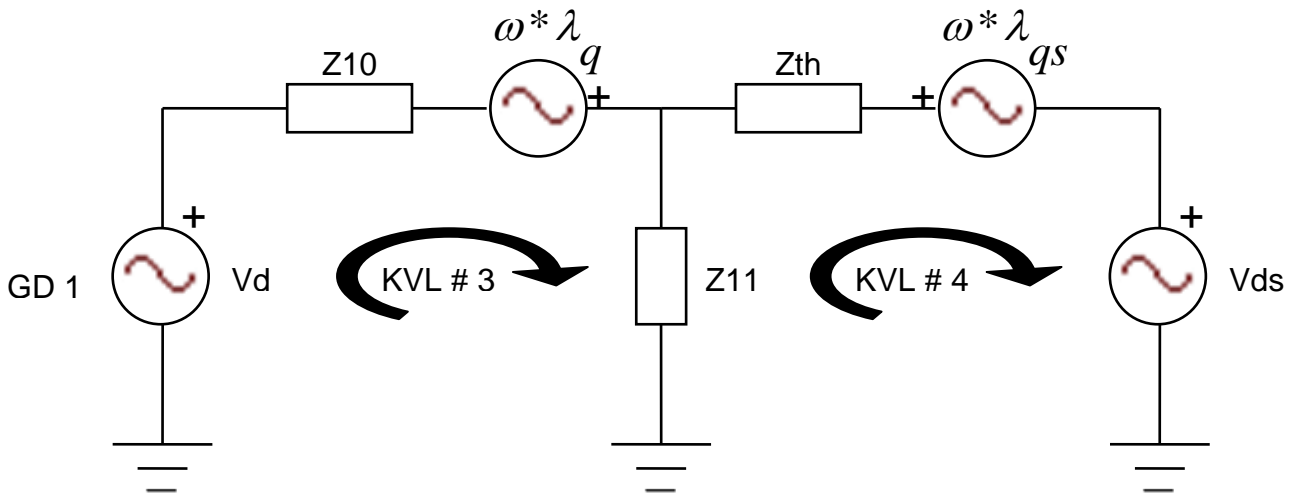 ω* λq
ω* λqs
Z10
Zth
+
+
+
+
GD 1
Vd
KVL # 3
Z11
KVL # 4
Vds